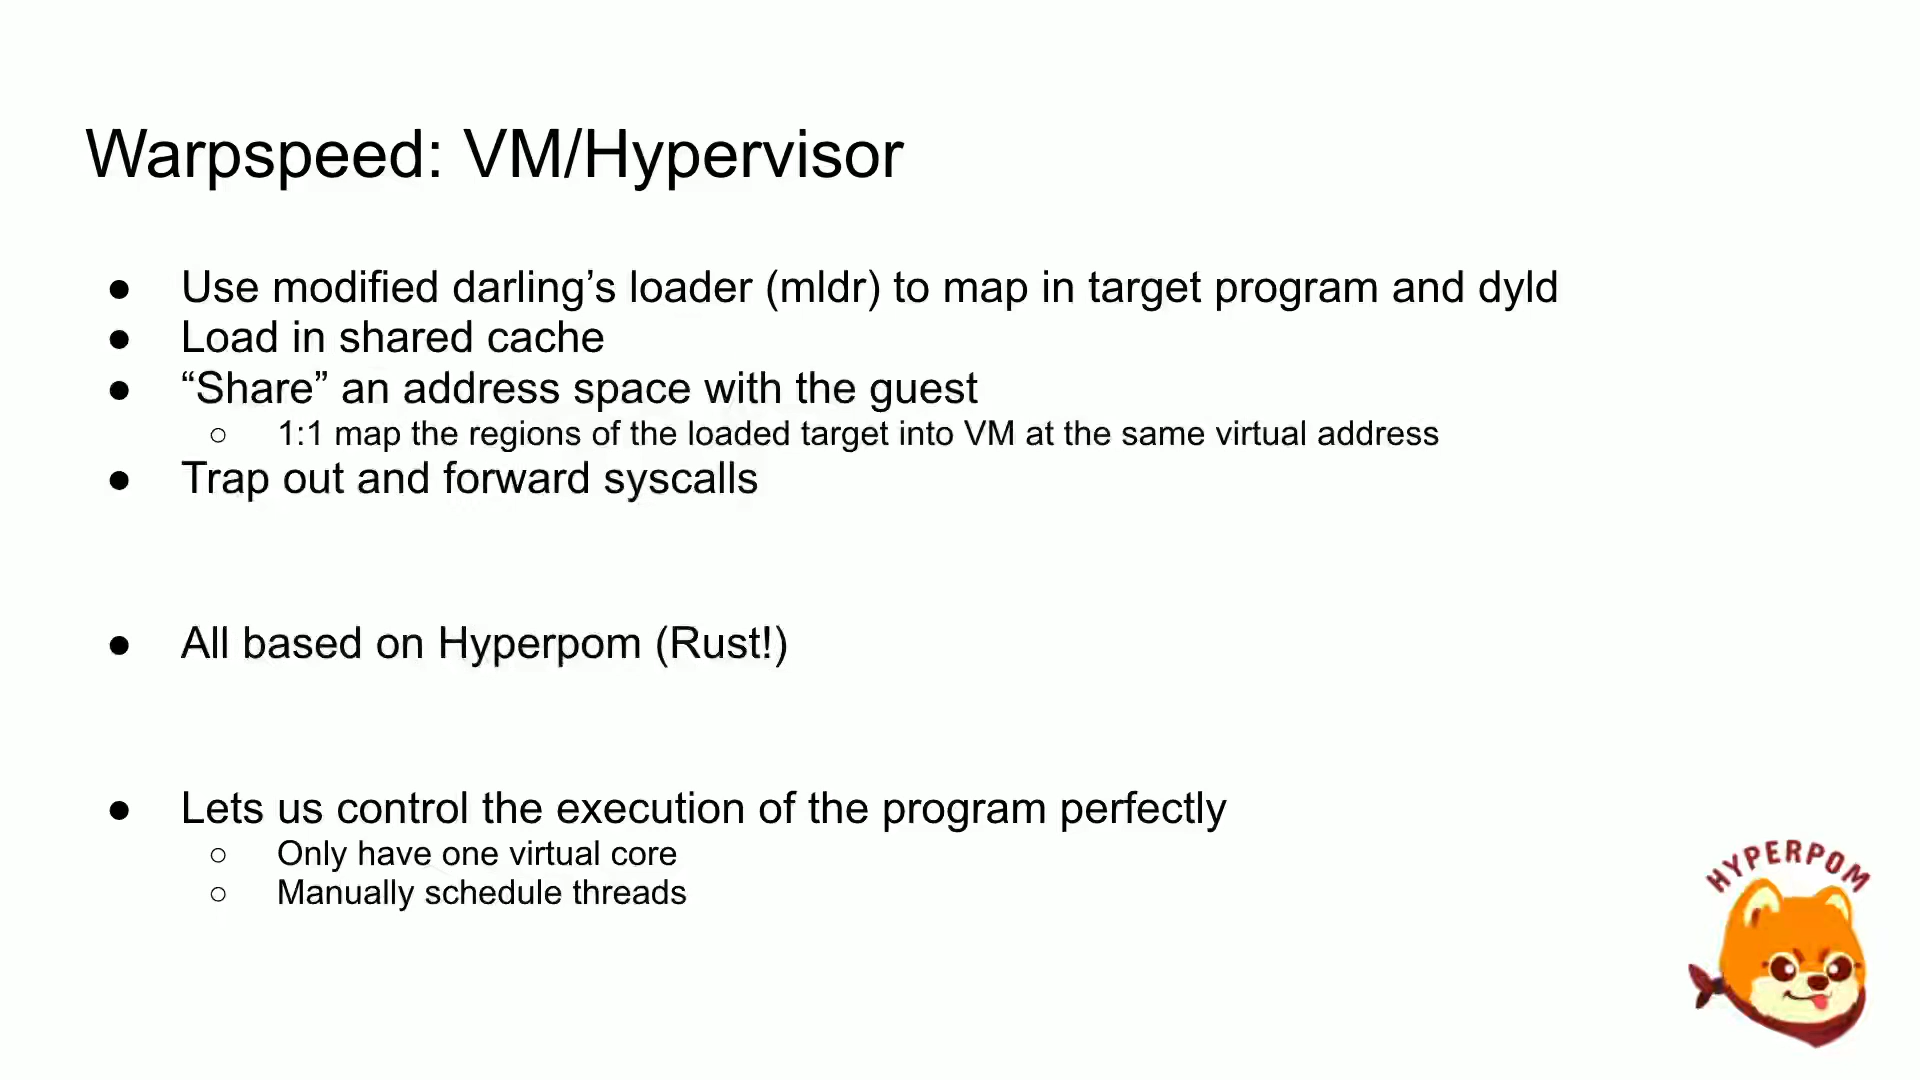 Warpspeed: VM/Hypervisor
● Use modified darling’s loader (mldr) to map in target program and dyld
● Load in shared cache
● “Share” an address space with the guest
○ 1:1 map the regions of the loaded target into VM at the same virtual address
● Trap out and forward syscalls
● All based on Hyperpom (Rust!)
● Lets us control the execution of the program perfectly
○ Only have one virtual core
○ Manually schedule threads
HYPERPOM